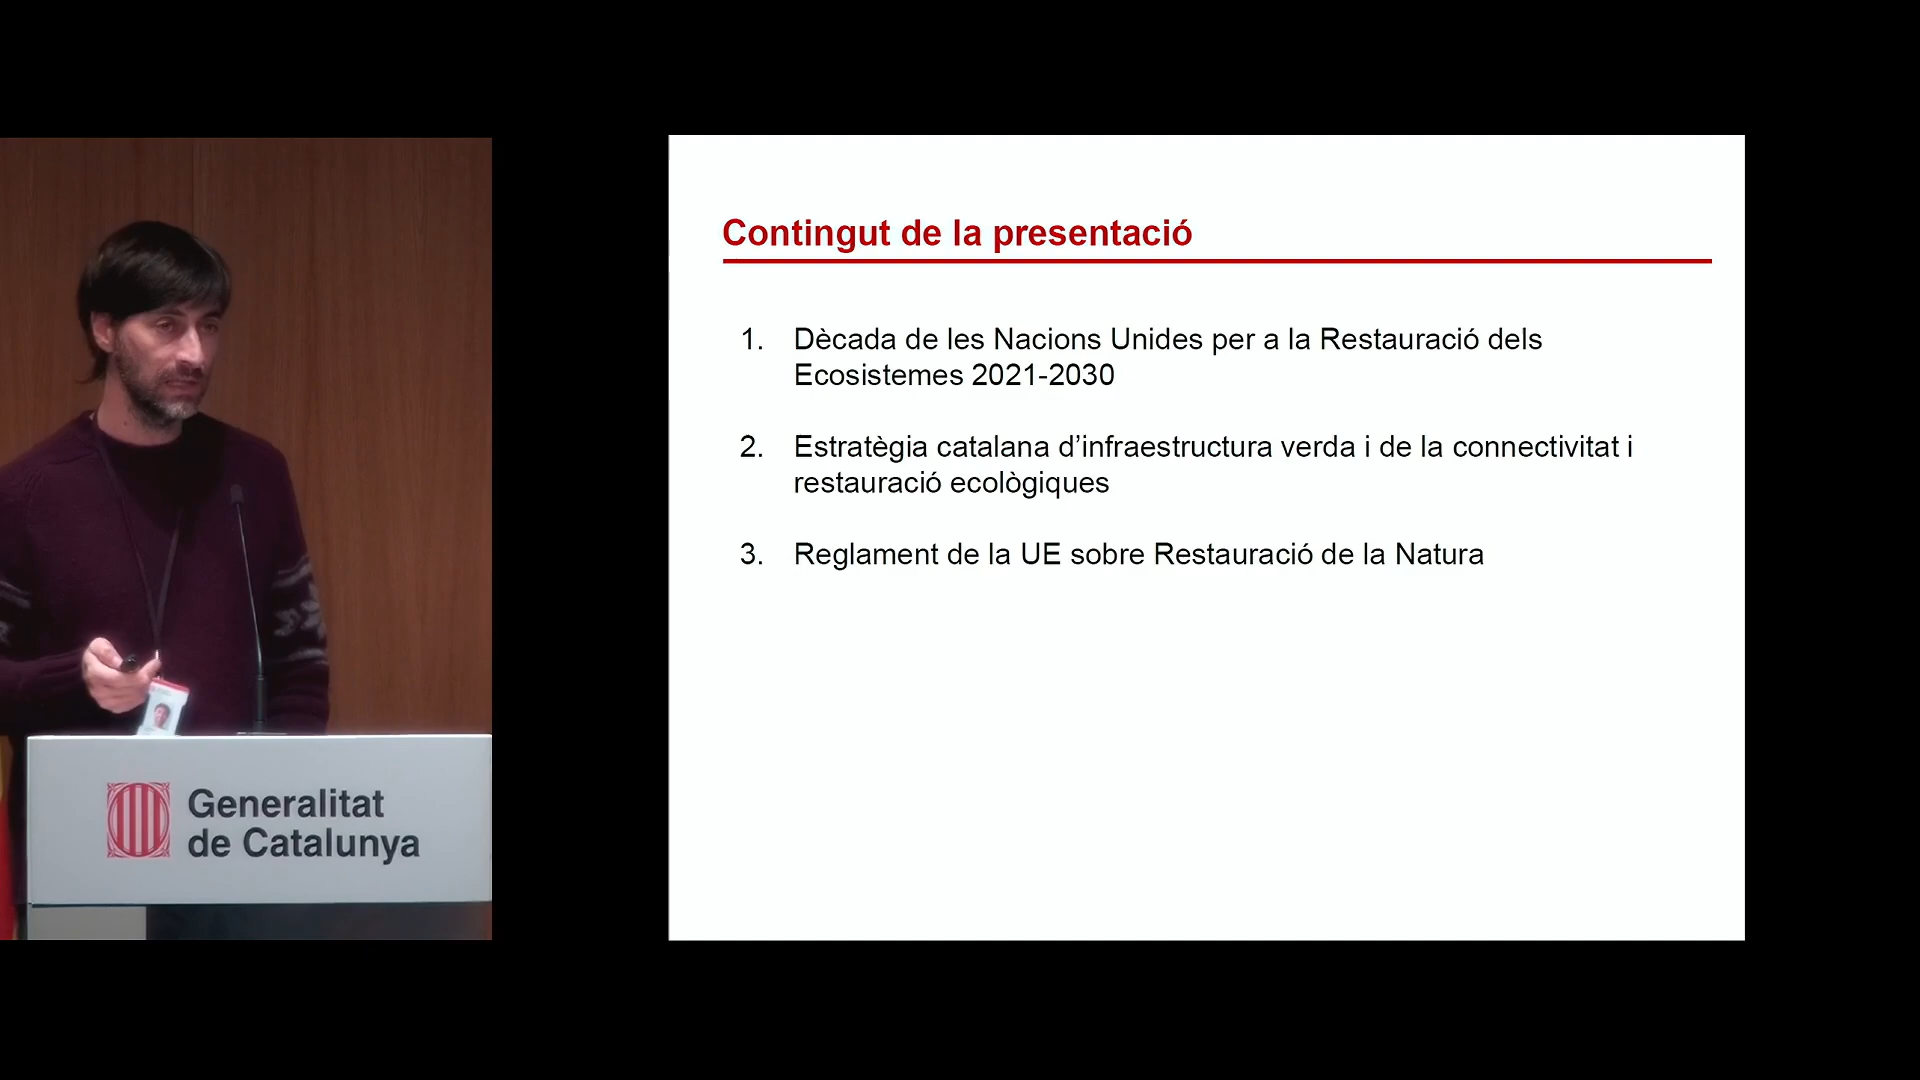 Contingut de la presentació
1. Dècada de les Nacions Unides per a la Restauració dels
Ecosistemes 2021-2030
2. Estratègia catalana d’infraestructura verda i de la connectivitat i
restauració ecològiques
3. Reglament de la UE sobre Restauració de la Natura
Generalitat
de Catalunya